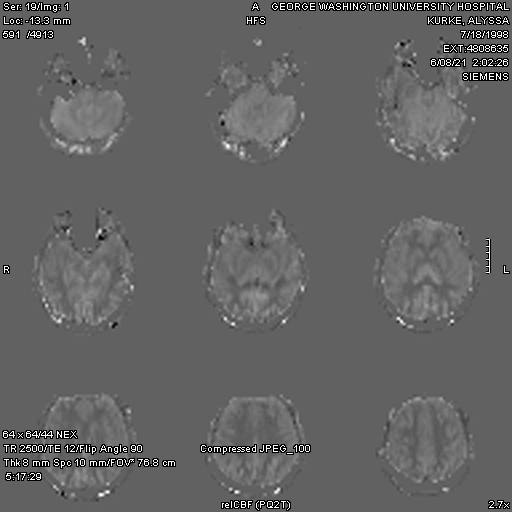 Ser: 19/Img: 1
Loc: -13.3 mm
591 /4913
A
HFS
GEORGE WASHINGTON UNIVERSITY HOSPITAL
KURKE, ALYSSA
7/18/1998
EXT:4808635
6/08/21 2:02:26
SIEMENS
R
L
64 x 64/44 NEX
TR 2500/TE 12/Flip Angle 90
Thk 8 mm Spc 10 mm/FOV* 76.8 cm
5:17:29
Compressed JPEG_100
relCBF (PQ2T)
2.7x